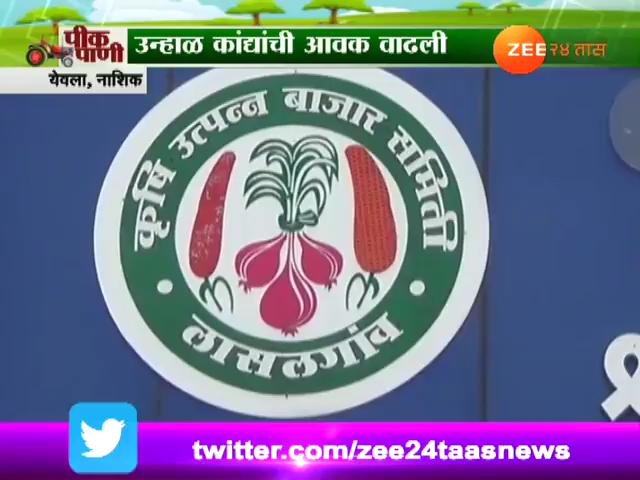 पीक पाणी
उन्हाळ कांद्यांची आवक वाढली
ZEE २४ तास
येवला, नाशिक
कृषि उत्पन्न बाजार समिती
लासलगांव
twitter.com/zee24taasnews